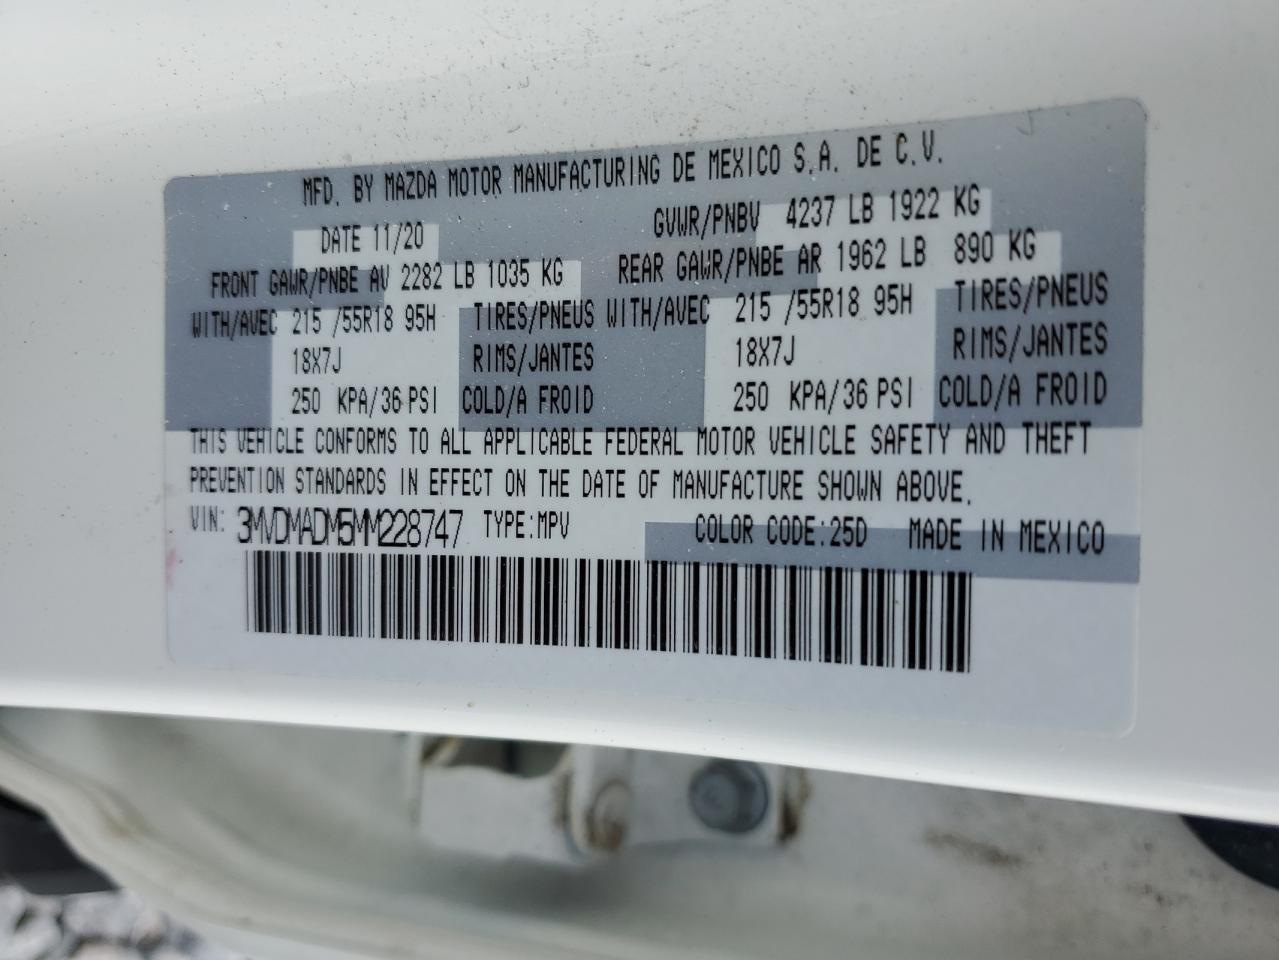 MFD. BY MAZDA MOTOR MANUFACTURING DE MEXICO S.A. DE C.V.
DATE 11/20 GVWR/PNBV 4237 LB 1922 KG
FRONT GAWR/PNBE AV 2282 LB 1035 KG REAR GAWR/PNBE AR 1962 LB 890 KG
WITH/AVEC 215 /55R18 95H TIRES/PNEUS WITH/AVEC 215 /55R18 95H TIRES/PNEUS
18X7J RIMS/JANTES 18X7J RIMS/JANTES
250 KPA/36 PSI COLD/A FROID 250 KPA/36 PSI COLD/A FROID
THIS VEHICLE CONFORMS TO ALL APPLICABLE FEDERAL MOTOR VEHICLE SAFETY AND THEFT
PREVENTION STANDARDS IN EFFECT ON THE DATE OF MANUFACTURE SHOWN ABOVE.
VIN: 3MVDMADM5MM228747 TYPE:MPV COLOR CODE:25D MADE IN MEXICO